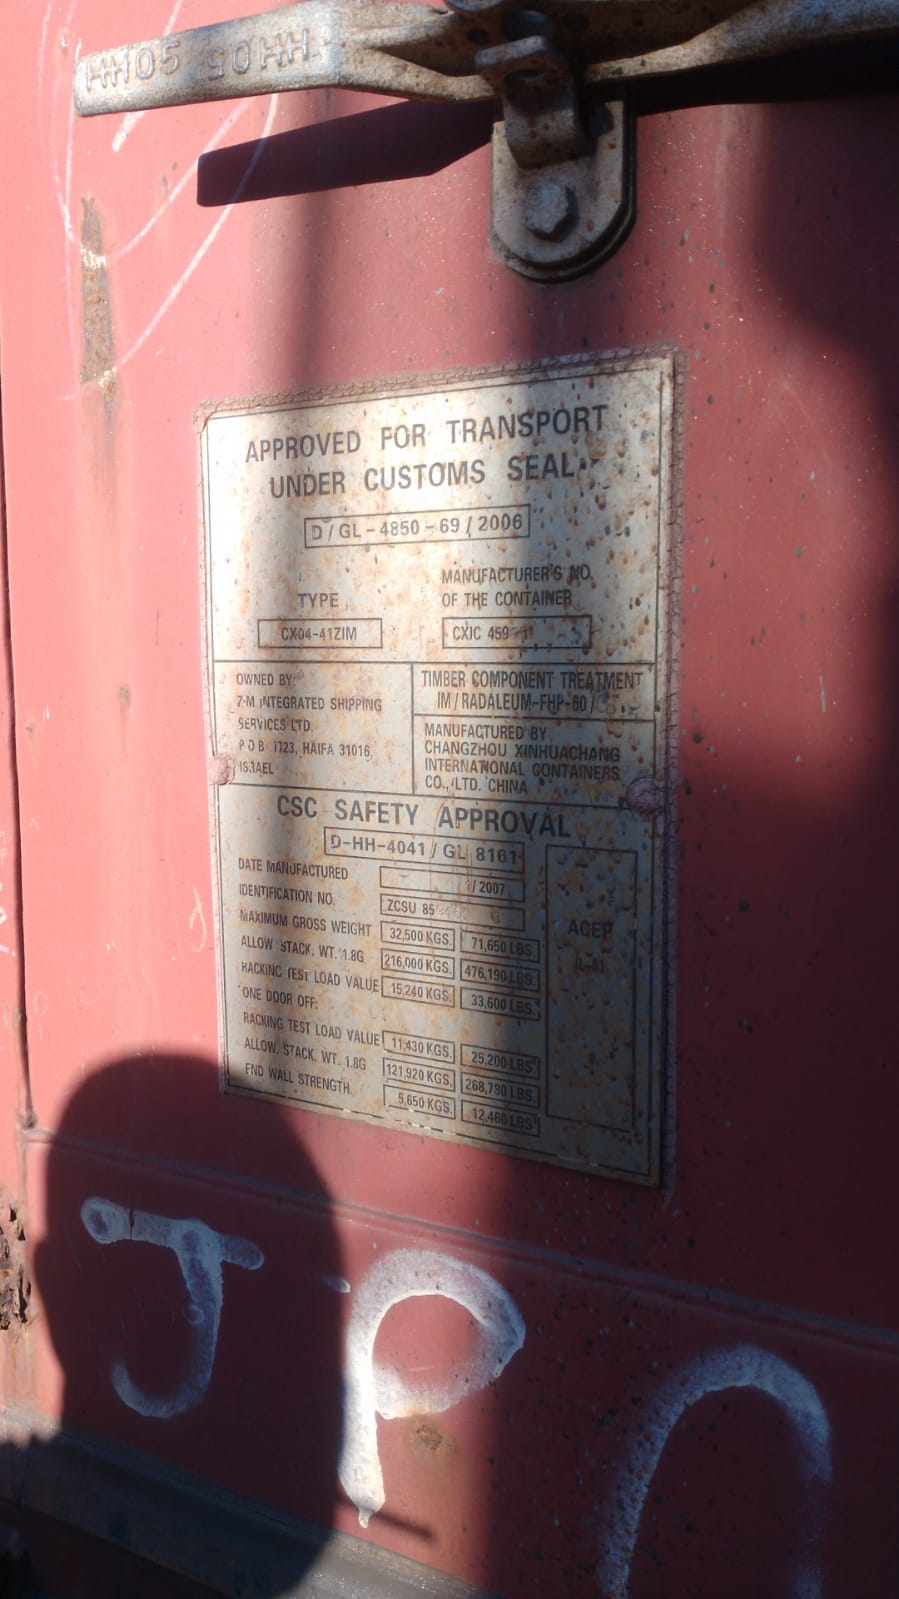 HH05 50HH
APPROVED FOR TRANSPORT
UNDER CUSTOMS SEAL
D/GL-4850-69/2006
TYPE
MANUFACTURER'S NO.
OF THE CONTAINER
CX04-41ZIM
CXIC
OWNED BY:
Z-M INTEGRATED SHIPPING
SERVICES LTD.
P O B 1723, HAIFA 31016,
ISRAEL
TIMBER COMPONENT TREATMENT
IM/RADALEUM-FHP-60/
MANUFACTURED BY
CHANGZHOU XINHUACHANG
INTERNATIONAL CONTAINERS
CO., LTD. CHINA
CSC SAFETY APPROVAL
D-HH-4041/GL 8161
DATE MANUFACTURED /2007
IDENTIFICATION NO. ZCSU
MAXIMUM GROSS WEIGHT 32,500 KGS. 71,650 LBS.
ALLOW STACK. WT. 1.8G 216,000 KGS. 476,190 LBS.
RACKING TEST LOAD VALUE 15,240 KGS. 33,600 LBS.
ONE DOOR OFF:
RACKING TEST LOAD VALUE 11,430 KGS. 25,200 LBS.
ALLOW. STACK. WT. 1.8G 121,920 KGS. 268,780 LBS.
END WALL STRENGTH 5,650 KGS. 12,460 LBS.
ACEP
IL-01
J-P